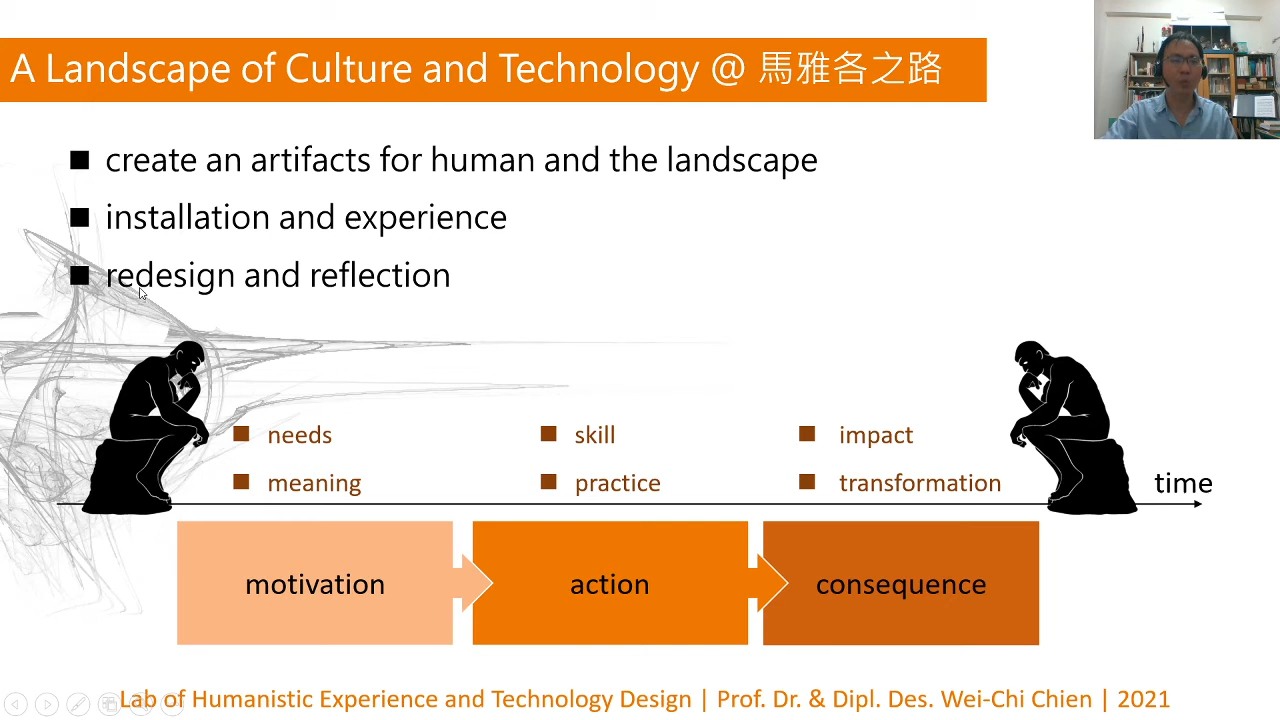 A Landscape of Culture and Technology @ 馬雅各之路
create an artifacts for human and the landscape
installation and experience
redesign and reflection
needs
meaning
skill
practice
impact
transformation
time
motivation
action
consequence
Lab of Humanistic Experience and Technology Design | Prof. Dr. & Dipl. Des. Wei-Chi Chien | 2021